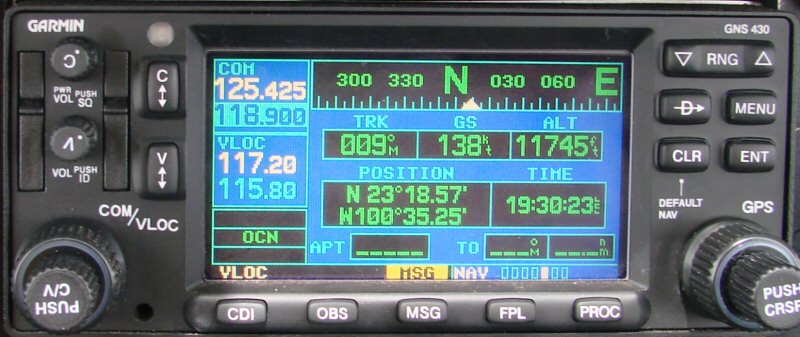 GARMIN
GNS 430
C
PWR VOL PUSH SQ
V
VOL PUSH ID
C
V
COM/VLOC
PUSH C/V
COM
125.425
118.900
VLOC
117.20
115.80
OCN
300 330 N 030 060 E
TRK GS ALT
009°M 138kt 11745ft
POSITION TIME
N 23°18.57' 19:30:23
W100°35.25'
APT _____ TO ___°M ____nm
VLOC MSG NAV
RNG
D MENU
CLR ENT
DEFAULT NAV
GPS
PUSH CRSR
CDI OBS MSG FPL PROC